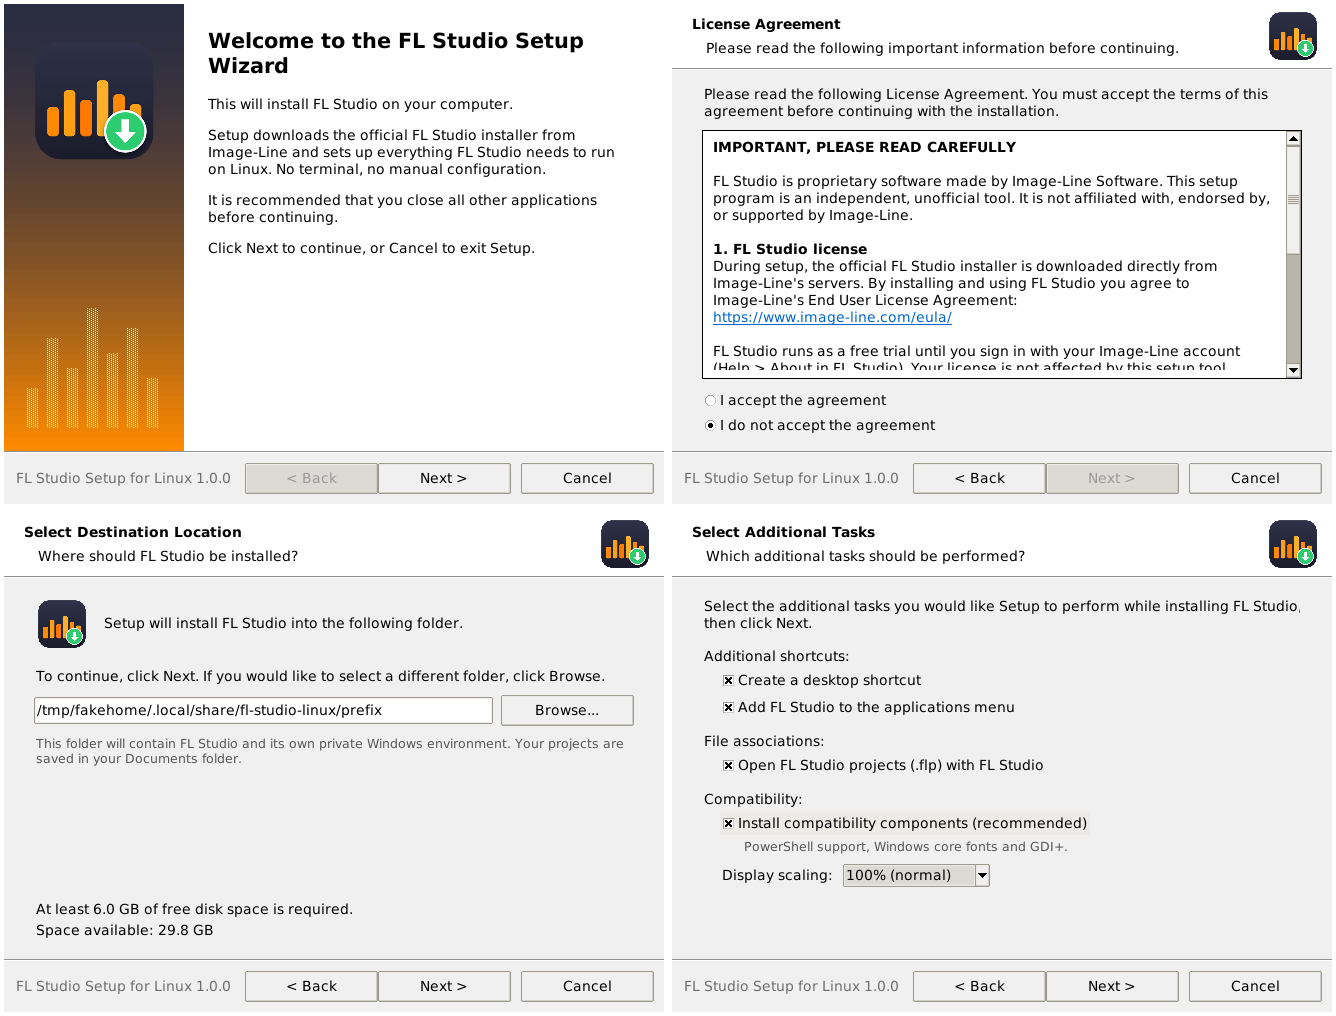 Welcome to the FL Studio Setup
Wizard
This will install FL Studio on your computer.
Setup downloads the official FL Studio installer from
Image-Line and sets up everything FL Studio needs to run
on Linux. No terminal, no manual configuration.
It is recommended that you close all other applications
before continuing.
Click Next to continue, or Cancel to exit Setup.
FL Studio Setup for Linux 1.0.0
< Back
Next >
Cancel
License Agreement
Please read the following important information before continuing.
Please read the following License Agreement. You must accept the terms of this
agreement before continuing with the installation.
IMPORTANT, PLEASE READ CAREFULLY
FL Studio is proprietary software made by Image-Line Software. This setup
program is an independent, unofficial tool. It is not affiliated with, endorsed by,
or supported by Image-Line.
1. FL Studio license
During setup, the official FL Studio installer is downloaded directly from
Image-Line's servers. By installing and using FL Studio you agree to
Image-Line's End User License Agreement:
https://www.image-line.com/eula/
FL Studio runs as a free trial until you sign in with your Image-Line account
(Help > About in FL Studio). Your license is not affected by this setup tool.
I accept the agreement
I do not accept the agreement
FL Studio Setup for Linux 1.0.0
< Back
Next >
Cancel
Select Destination Location
Where should FL Studio be installed?
Setup will install FL Studio into the following folder.
To continue, click Next. If you would like to select a different folder, click Browse.
/tmp/fakehome/.local/share/fl-studio-linux/prefix
Browse...
This folder will contain FL Studio and its own private Windows environment. Your projects are
saved in your Documents folder.
At least 6.0 GB of free disk space is required.
Space available: 29.8 GB
FL Studio Setup for Linux 1.0.0
< Back
Next >
Cancel
Select Additional Tasks
Which additional tasks should be performed?
Select the additional tasks you would like Setup to perform while installing FL Studio,
then click Next.
Additional shortcuts:
Create a desktop shortcut
Add FL Studio to the applications menu
File associations:
Open FL Studio projects (.flp) with FL Studio
Compatibility:
Install compatibility components (recommended)
PowerShell support, Windows core fonts and GDI+.
Display scaling:
100% (normal)
FL Studio Setup for Linux 1.0.0
< Back
Next >
Cancel